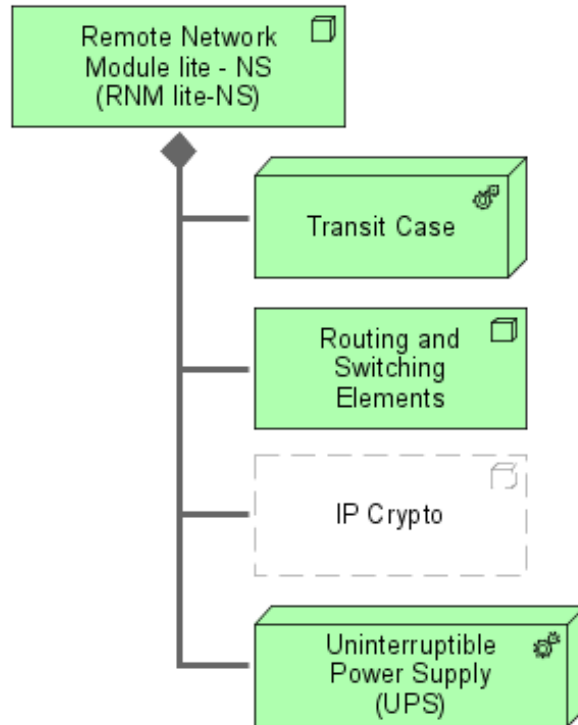 Remote Network
Module lite - NS
(RNM lite-NS)
Transit Case
Routing and
Switching
Elements
IP Crypto
Uninterruptible
Power Supply
(UPS)